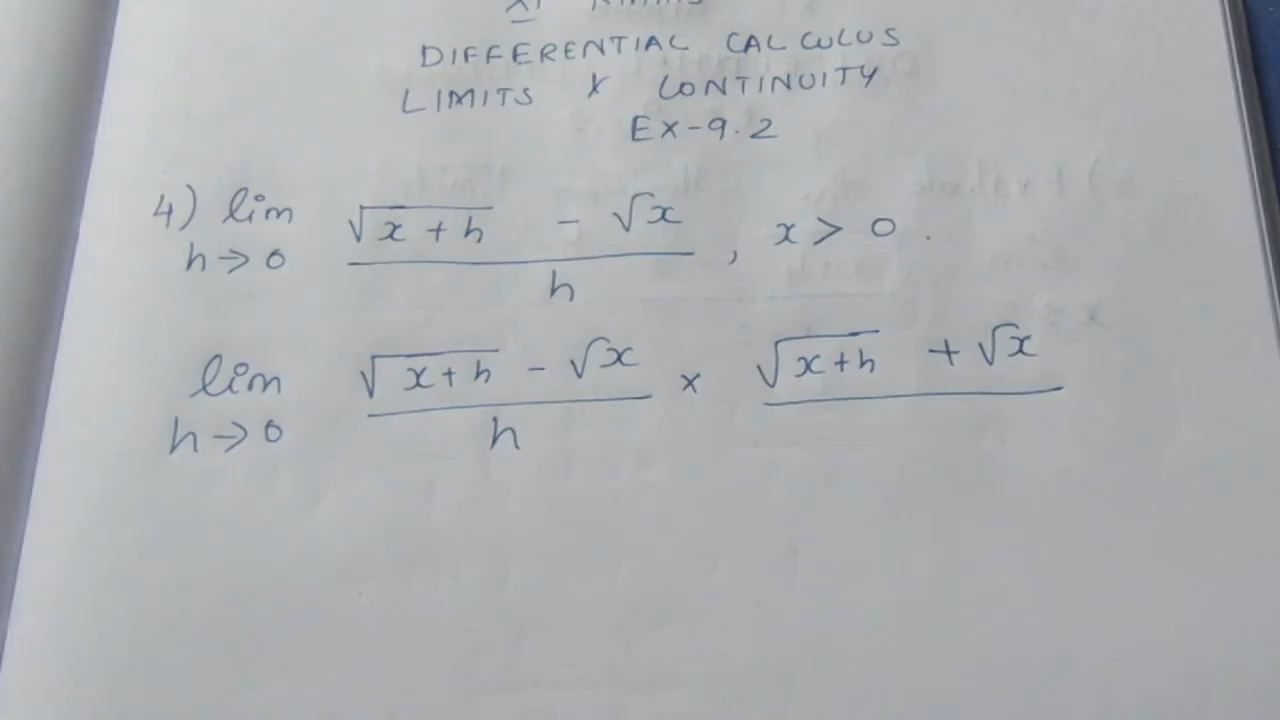 DIFFERENTIAL CALCULUS
LIMITS & CONTINUITY
EX-9.2
4) lim h→0 (√(x+h) - √x) / h , x > 0.
lim h→0 (√(x+h) - √x) / h × (√(x+h) + √x) /